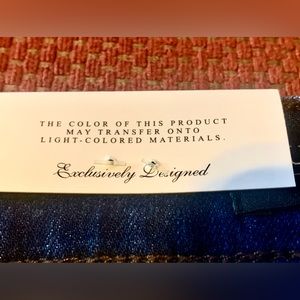 THE COLOR OF THIS PRODUCT
MAY TRANSFER ONTO
LIGHT-COLORED MATERIALS.
Exclusively Designed